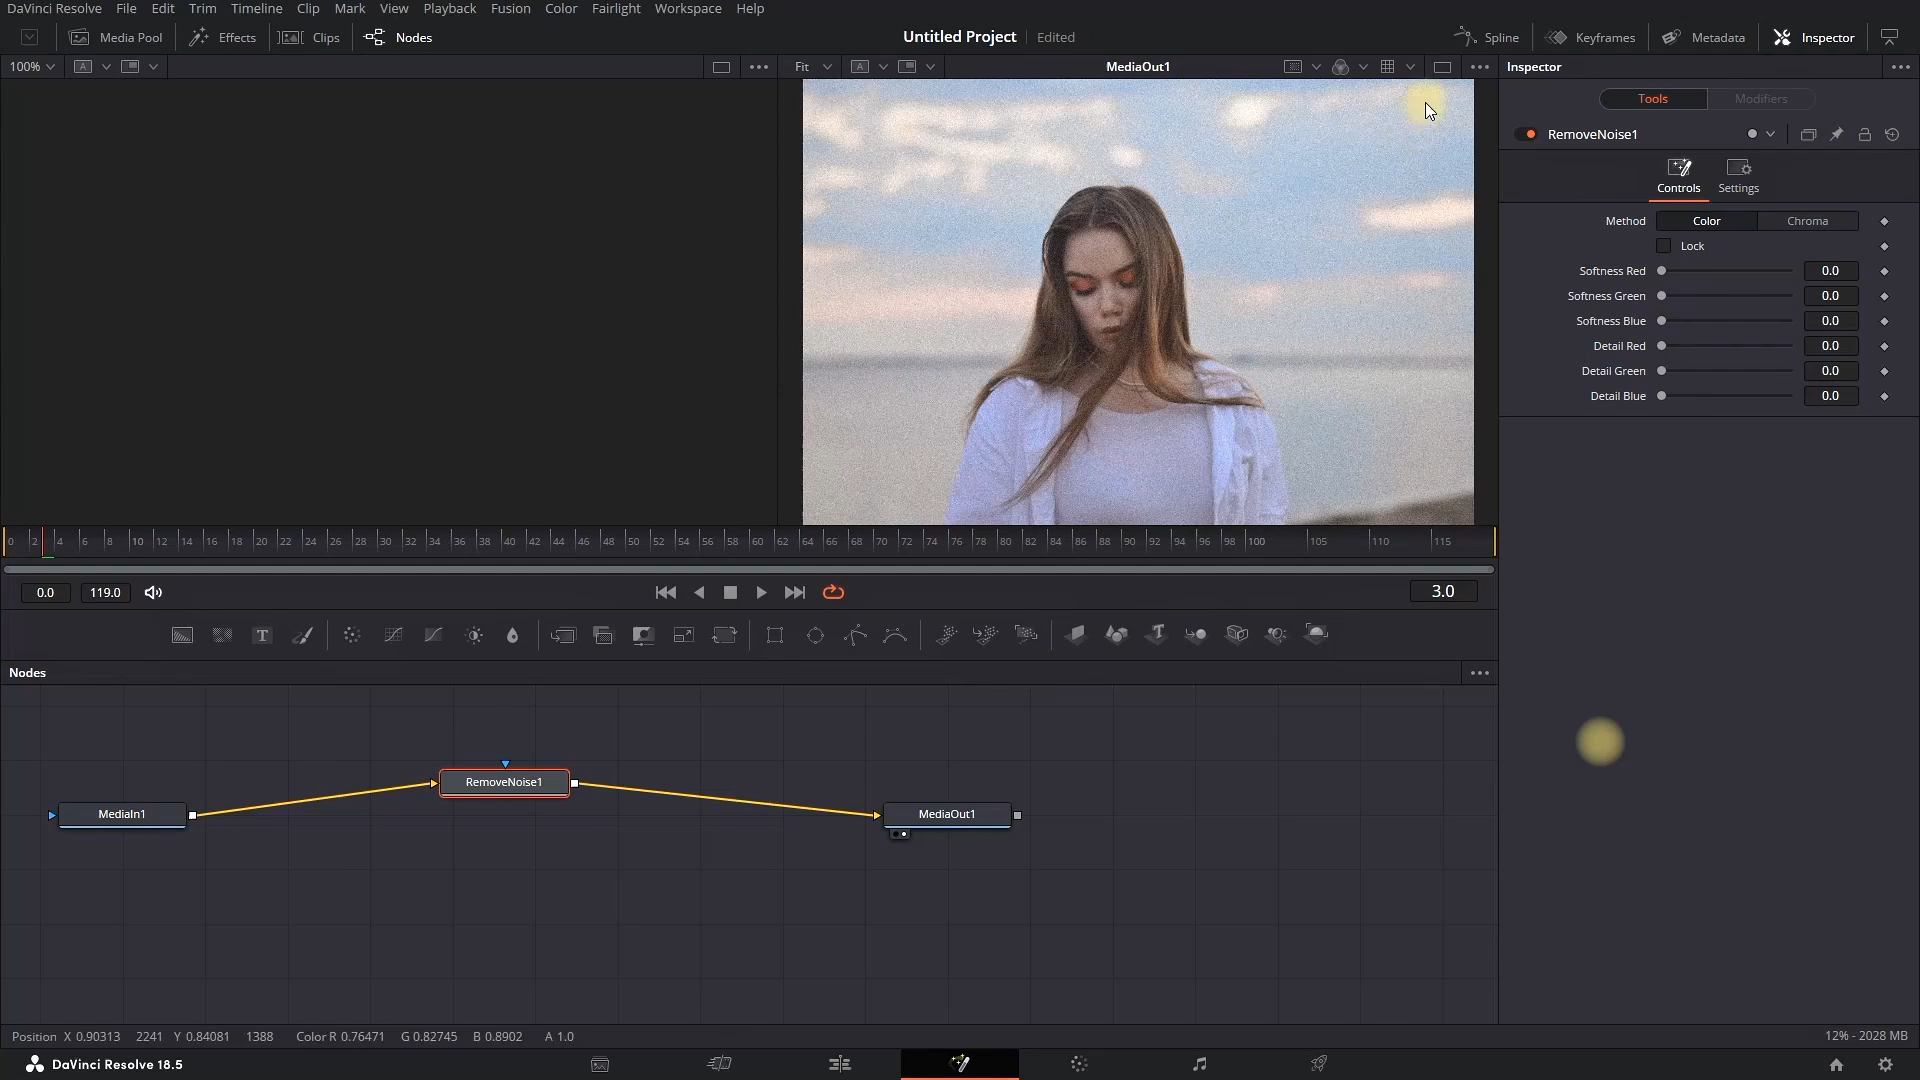 DaVinci Resolve File Edit Trim Timeline Clip Mark View Playback Fusion Color Fairlight Workspace Help
Media Pool Effects Clips Nodes Untitled Project Edited Spline Keyframes Metadata Inspector
100% A Fit A MediaOut1 Inspector
Tools Modifiers
RemoveNoise1
Controls Settings
Method Color Chroma
Lock
Softness Red 0.0
Softness Green 0.0
Softness Blue 0.0
Detail Red 0.0
Detail Green 0.0
Detail Blue 0.0
0 2 4 6 8 10 12 14 16 18 20 22 24 26 28 30 32 34 36 38 40 42 44 46 48 50 52 54 56 58 60 62 64 66 68 70 72 74 76 78 80 82 84 86 88 90 92 94 96 98 100 105 110 115
0.0 119.0 3.0
T
Nodes
RemoveNoise1
MediaIn1 MediaOut1
Position X 0.90313 2241 Y 0.84081 1388 Color R 0.76471 G 0.82745 B 0.8902 A 1.0 12% - 2028 MB
DaVinci Resolve 18.5